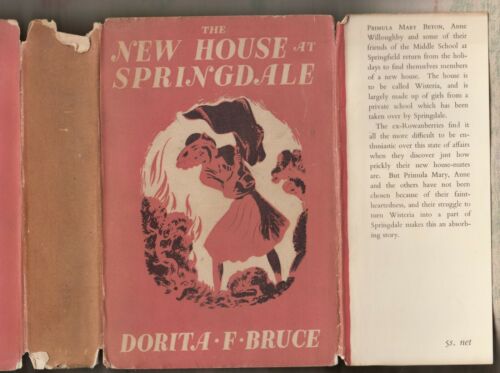 THE
NEW HOUSE AT
SPRINGDALE
DORITA · F · BRUCE
PRIMULA MARY BETON, ANNE
Willoughby and some of their
friends of the Middle School at
Springfield return from the holi-
days to find themselves members
of a new house. The house is
to be called Wisteria, and is
largely made up of girls from a
private school which has been
taken over by Springdale.
The ex-Rowanberries find it
all the more difficult to be en-
thusiastic over this state of affairs
when they discover just how
prickly their new house-mates
are. But Primula Mary, Anne
and the others have not been
chosen because of their faint-
heartedness, and their struggle to
turn Wisteria into a part of
Springdale makes this an absorb-
ing story.
5s. net